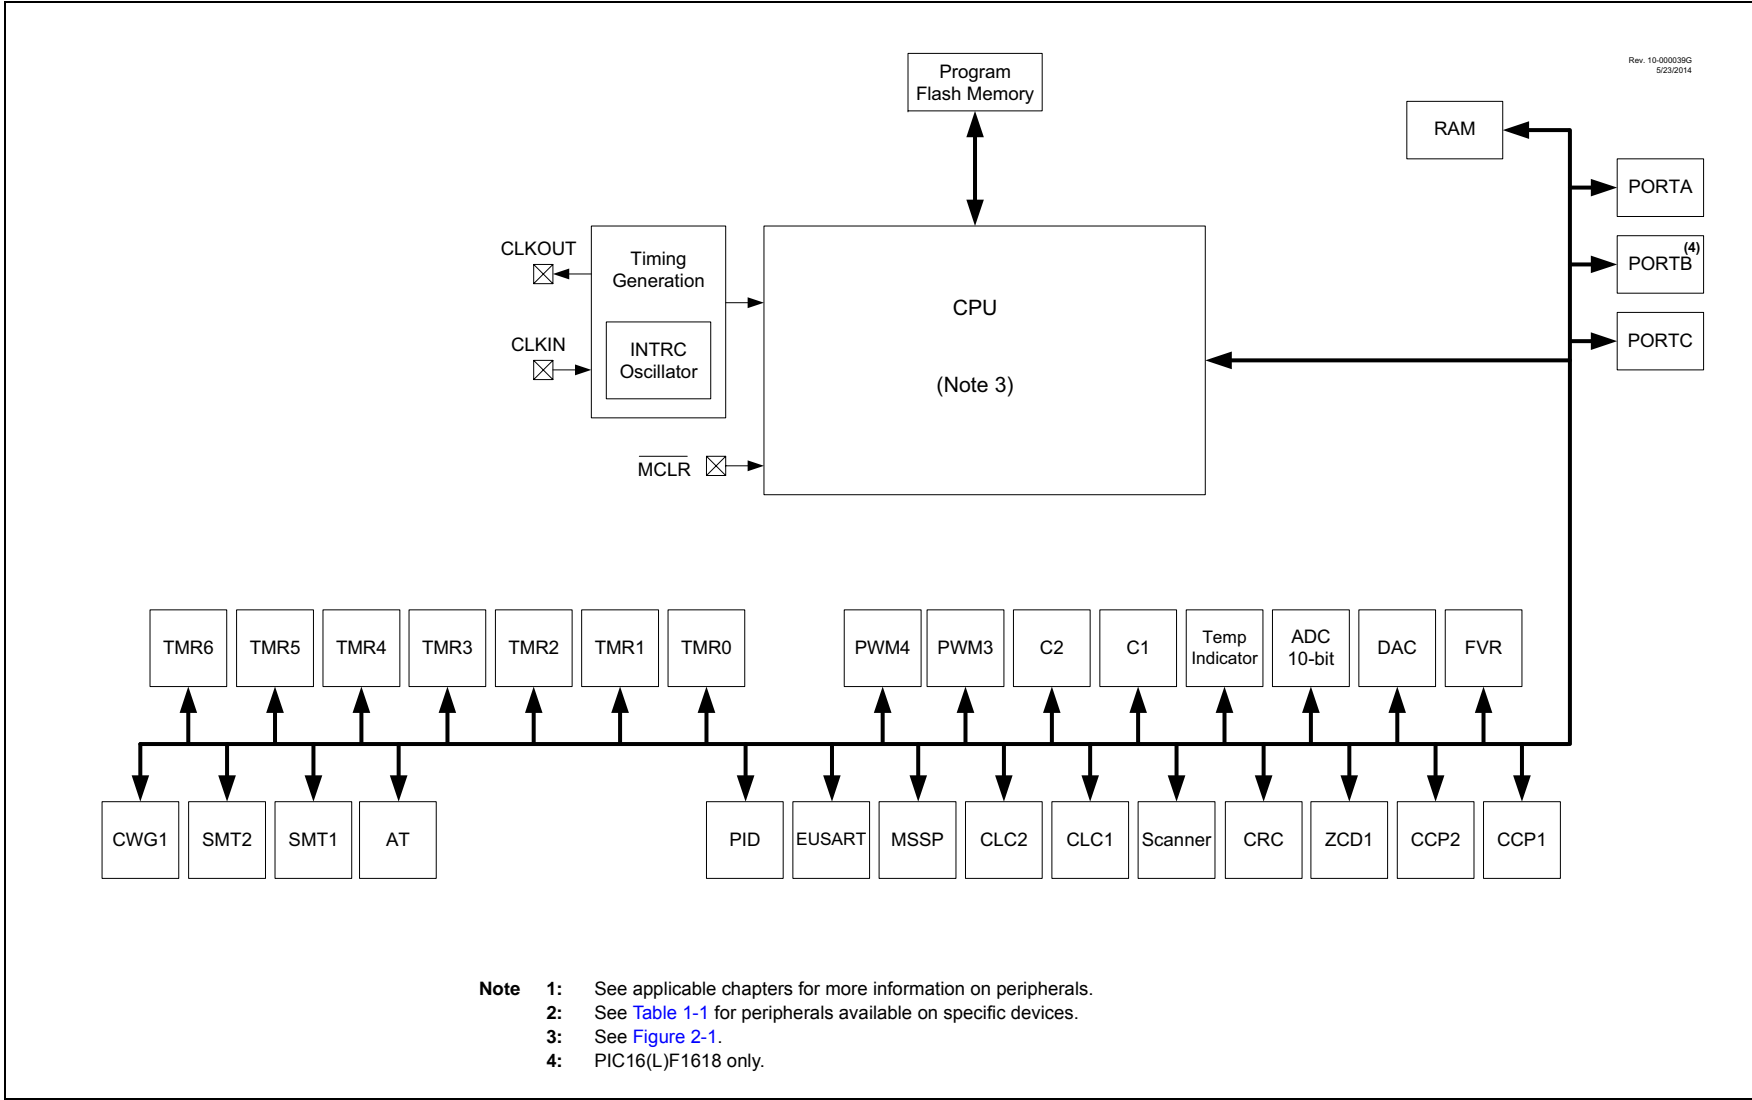 Rev. 10-000039G
5/23/2014
Program
Flash Memory
RAM
PORTA
PORTB(4)
PORTC
CLKOUT
Timing
Generation
CLKIN
INTRC
Oscillator
MCLR
CPU
(Note 3)
TMR6
TMR5
TMR4
TMR3
TMR2
TMR1
TMR0
PWM4
PWM3
C2
C1
Temp
Indicator
ADC
10-bit
DAC
FVR
CWG1
SMT2
SMT1
AT
PID
EUSART
MSSP
CLC2
CLC1
Scanner
CRC
ZCD1
CCP2
CCP1
Note 1: See applicable chapters for more information on peripherals.
2: See Table 1-1 for peripherals available on specific devices.
3: See Figure 2-1.
4: PIC16(L)F1618 only.